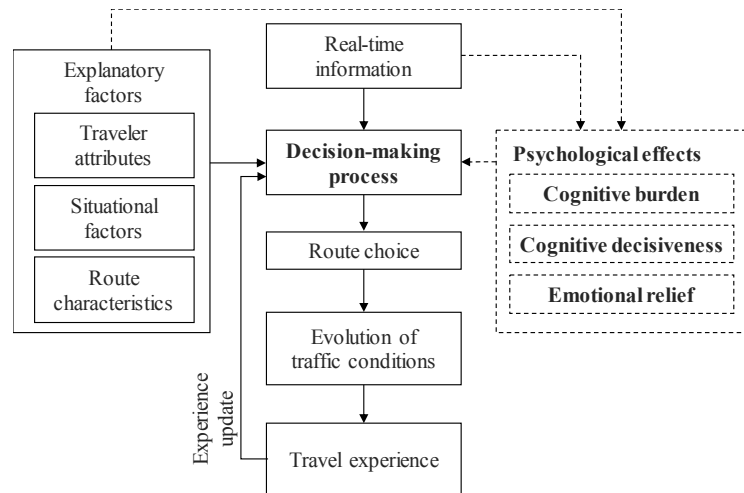 Explanatory
factors
Traveler
attributes
Situational
factors
Route
characteristics
Real-time
information
Decision-making
process
Route choice
Evolution of
traffic conditions
Travel experience
Experience
update
Psychological effects
Cognitive burden
Cognitive decisiveness
Emotional relief